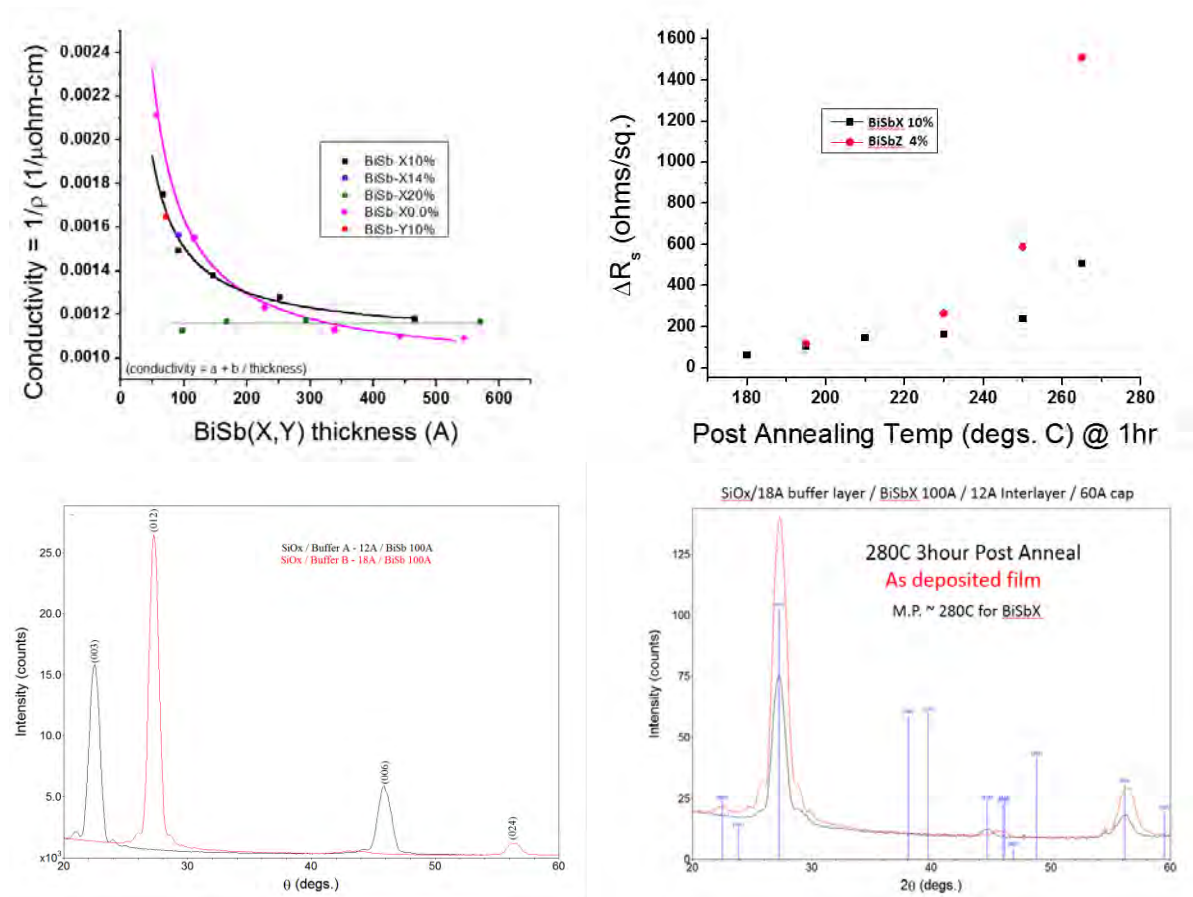 Conductivity = 1/ρ (1/μohm-cm)
0.0024
0.0022
0.0020
0.0018
0.0016
0.0014
0.0012
0.0010
BiSb-X10%
BiSb-X14%
BiSb-X20%
BiSb-X0.0%
BiSb-Y10%
(conductivity = a + b / thickness)
0 100 200 300 400 500 600
BiSb(X,Y) thickness (A)
ΔRs (ohms/sq.)
1600
1400
1200
1000
800
600
400
200
0
BiSbX 10%
BiSbZ 4%
180 200 220 240 260 280
Post Annealing Temp (degs. C) @ 1hr
Intensity (counts)
25.0
20.0
15.0
10.0
5.0
x10³
(003)
(012)
(006)
(024)
SiOx / Buffer A - 12A / BiSb 100A
SiOx / Buffer B - 18A / BiSb 100A
20 30 40 50 60
θ (degs.)
SiOx/18A buffer layer / BiSbX 100A / 12A Interlayer / 60A cap
Intensity (counts)
125
100
75
50
25
0
280C 3hour Post Anneal
As deposited film
M.P. ~ 280C for BiSbX
20 30 40 50 60
2θ (degs.)